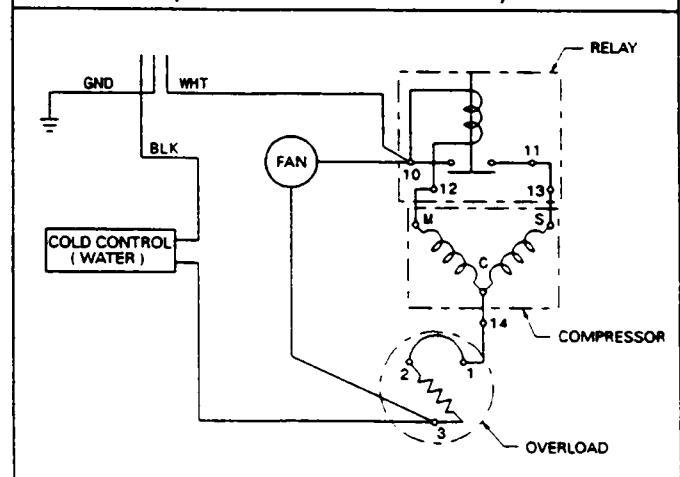 RELAY
GND
WHT
BLK
FAN
10
11
12
13
M
S
C
COLD CONTROL
( WATER )
14
COMPRESSOR
2
1
3
OVERLOAD